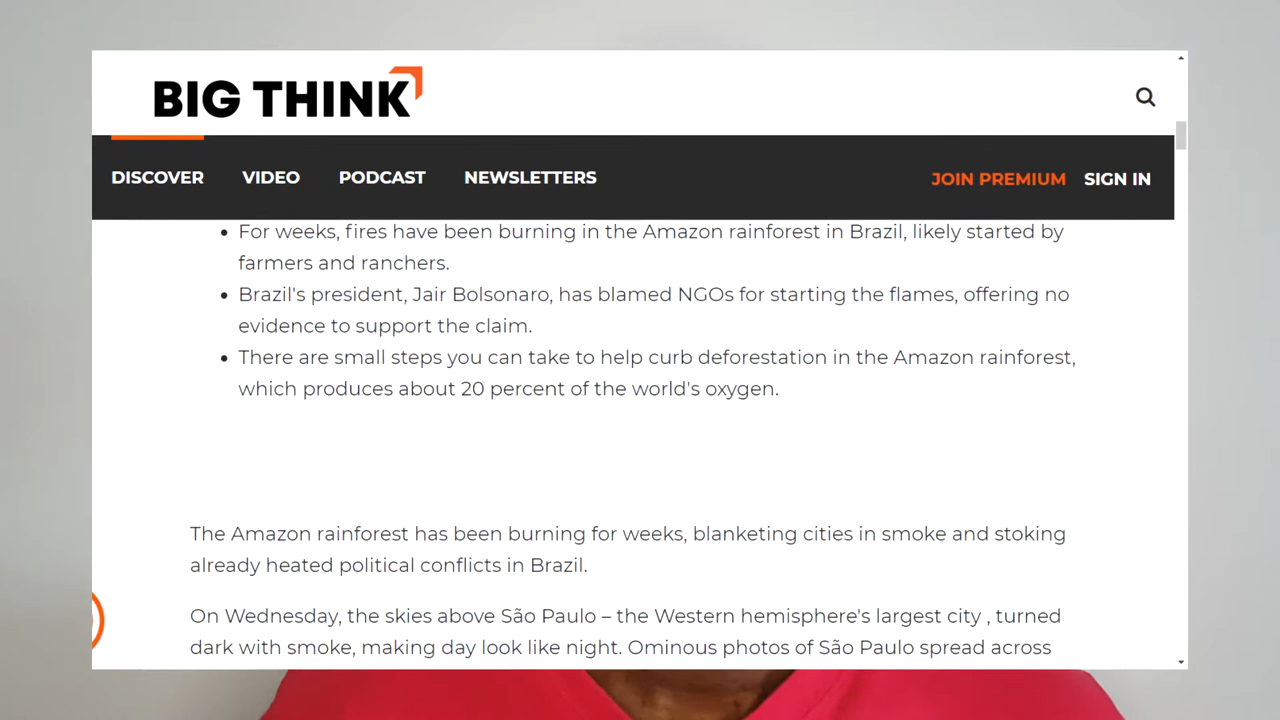 BIG THINK
DISCOVER VIDEO PODCAST NEWSLETTERS JOIN PREMIUM SIGN IN
• For weeks, fires have been burning in the Amazon rainforest in Brazil, likely started by
farmers and ranchers.
• Brazil's president, Jair Bolsonaro, has blamed NGOs for starting the flames, offering no
evidence to support the claim.
• There are small steps you can take to help curb deforestation in the Amazon rainforest,
which produces about 20 percent of the world's oxygen.
The Amazon rainforest has been burning for weeks, blanketing cities in smoke and stoking
already heated political conflicts in Brazil.
On Wednesday, the skies above São Paulo – the Western hemisphere's largest city , turned
dark with smoke, making day look like night. Ominous photos of São Paulo spread across